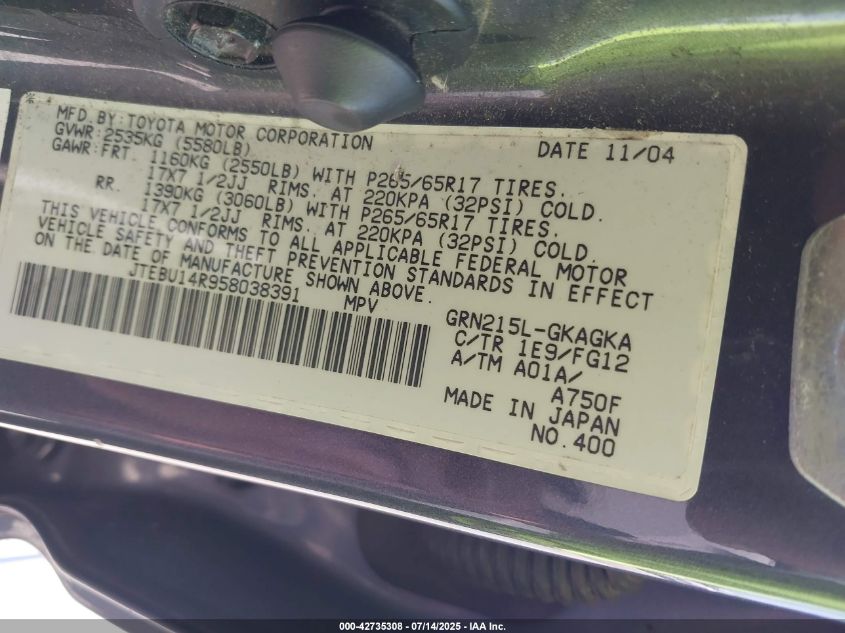 MFD. BY: TOYOTA MOTOR CORPORATION DATE 11/04
GVWR: 2535KG (5580LB)
GAWR: FRT. 1160KG (2550LB) WITH P265/65R17 TIRES.
17X7 1/2JJ RIMS. AT 220KPA (32PSI) COLD.
RR. 1390KG (3060LB) WITH P265/65R17 TIRES.
17X7 1/2JJ RIMS. AT 220KPA (32PSI) COLD.
THIS VEHICLE CONFORMS TO ALL APPLICABLE FEDERAL MOTOR
VEHICLE SAFETY AND THEFT PREVENTION STANDARDS IN EFFECT
ON THE DATE OF MANUFACTURE SHOWN ABOVE.
JTEBU14R958038391 MPV
GRN215L-GKAGKA
C/TR 1E9/FG12
A/TM A01A/
A750F
MADE IN JAPAN
NO.400
000-42735308 - 07/14/2025 - IAA Inc.